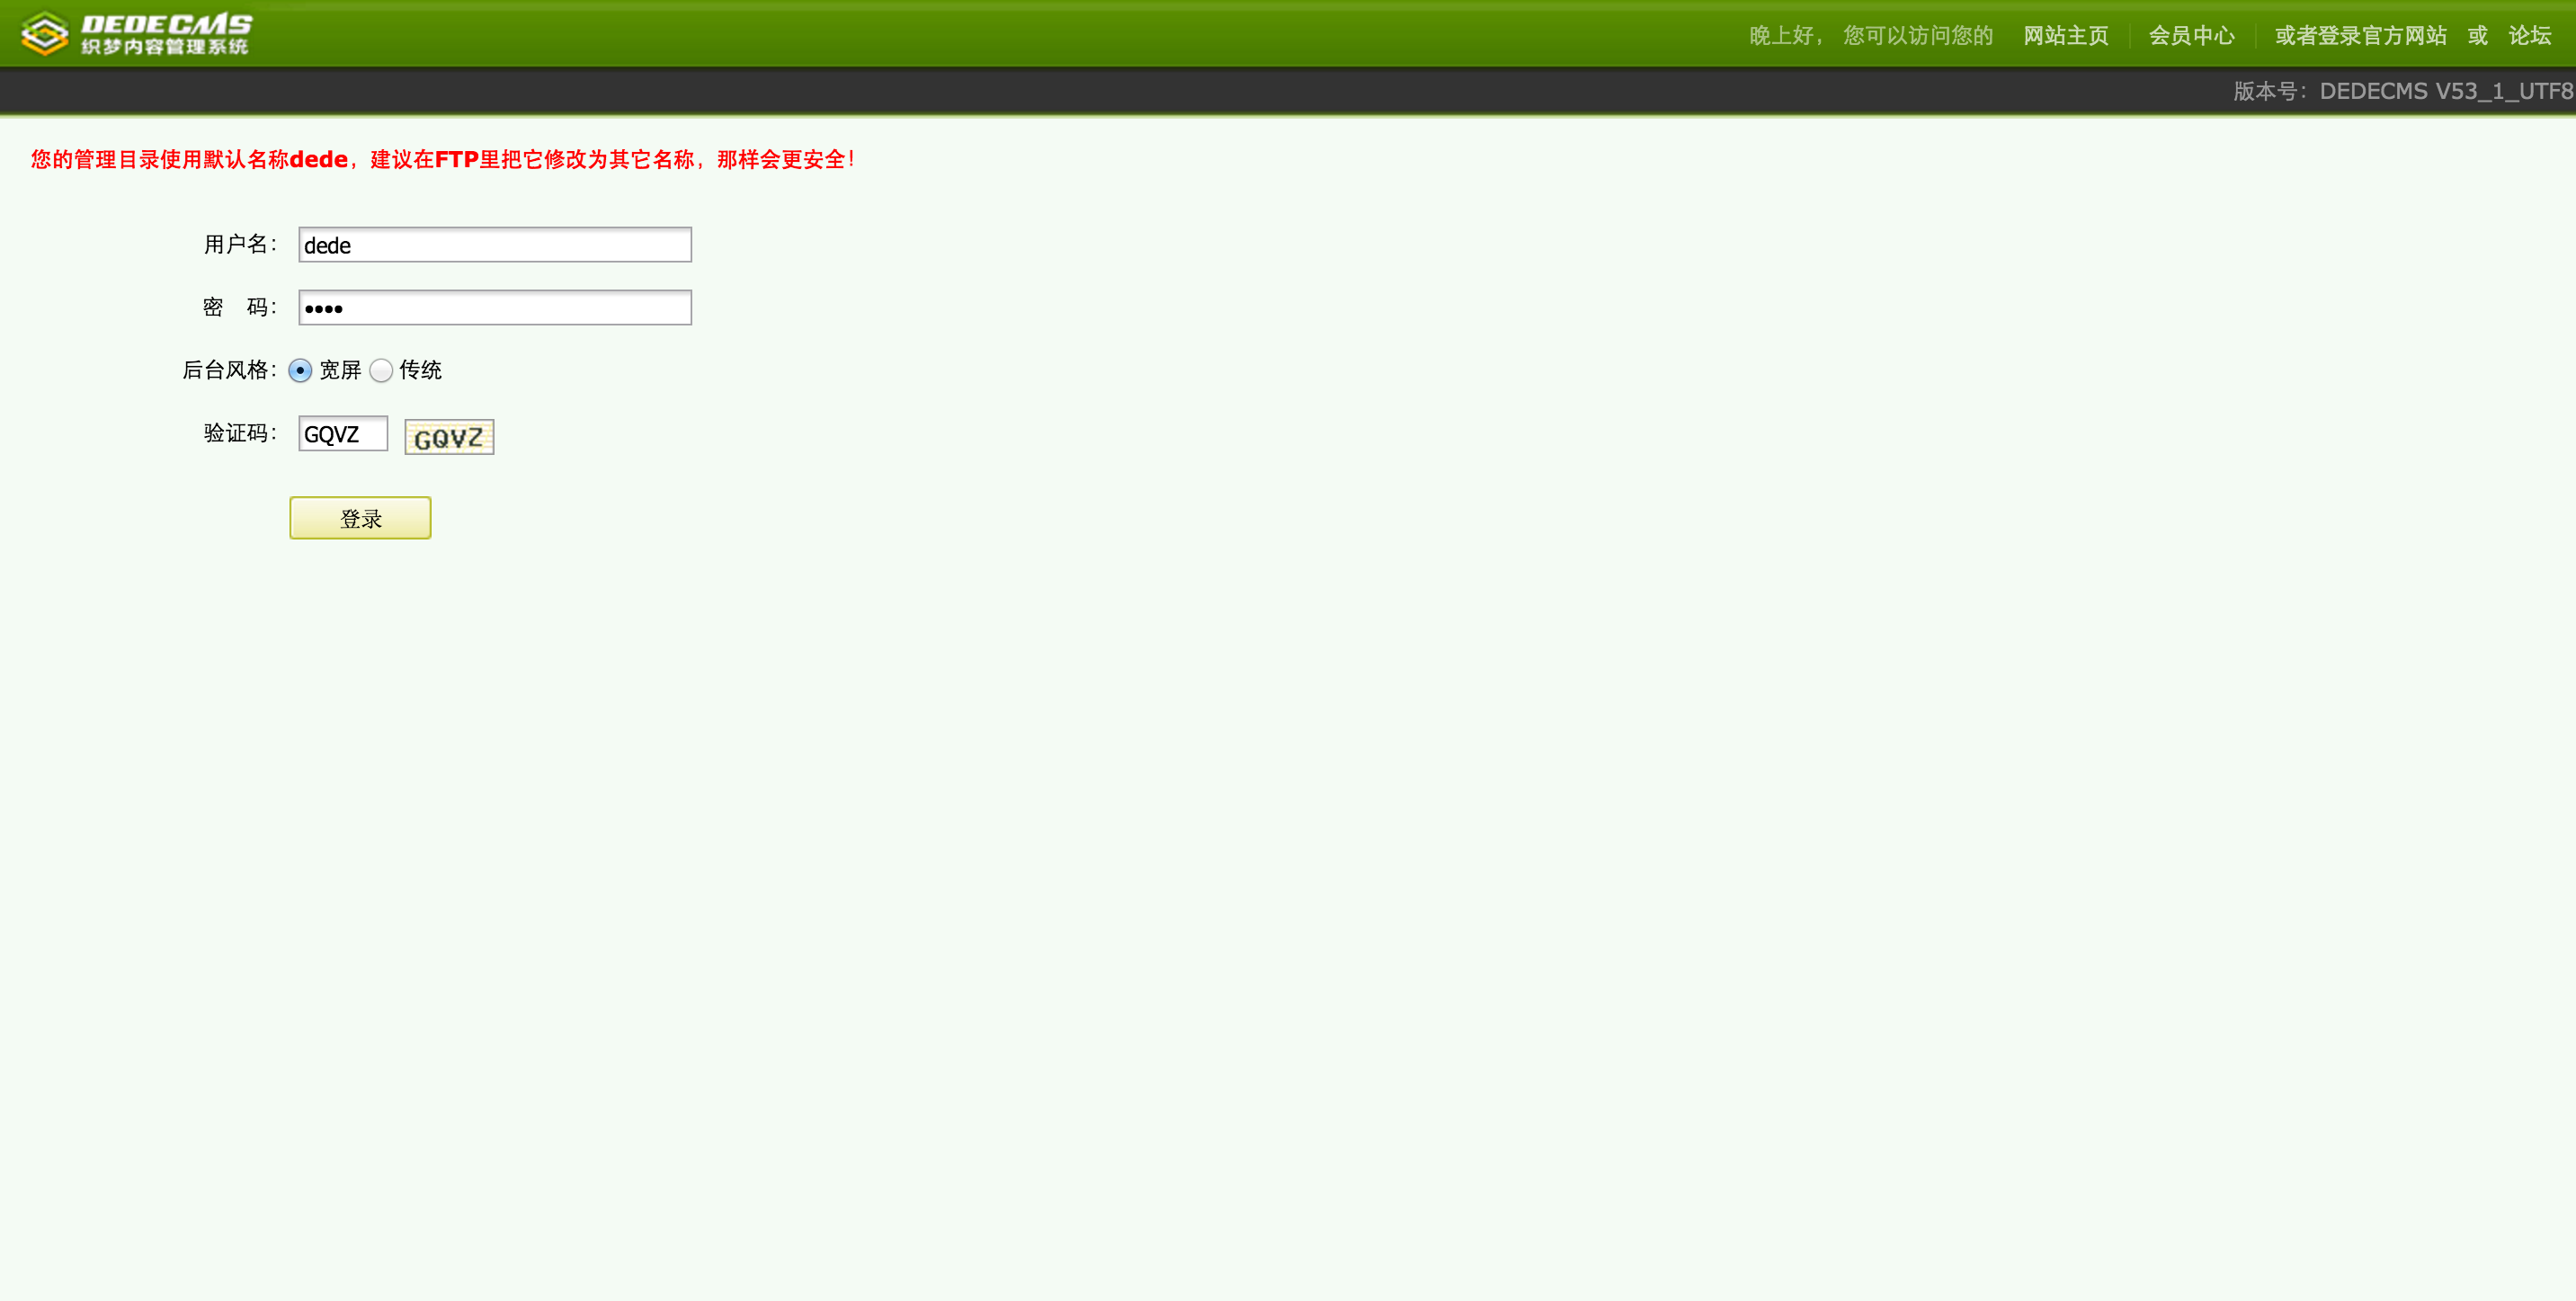 DEDECMS
织梦内容管理系统
晚上好， 您可以访问您的 网站主页 会员中心 或者登录官方网站 或 论坛
版本号：DEDECMS V53_1_UTF8
您的管理目录使用默认名称dede，建议在FTP里把它修改为其它名称，那样会更安全！
用户名： dede
密 码： ••••
后台风格： 宽屏 传统
验证码： GQVZ GQVZ
登录